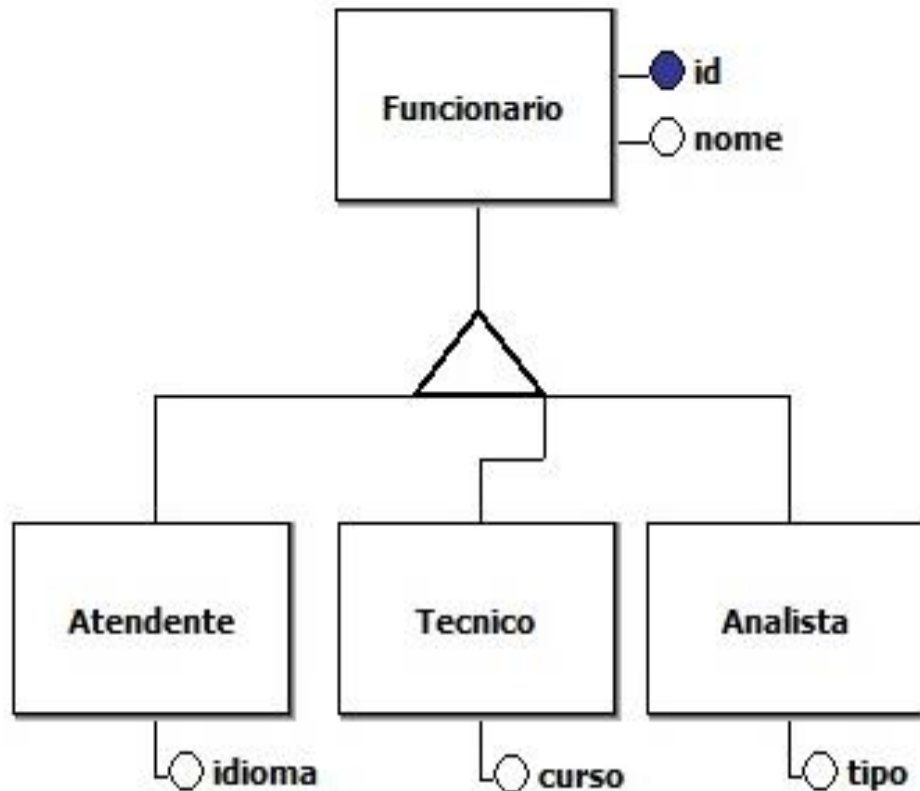 Funcionario
id
nome
Atendente
Tecnico
Analista
idioma
curso
tipo